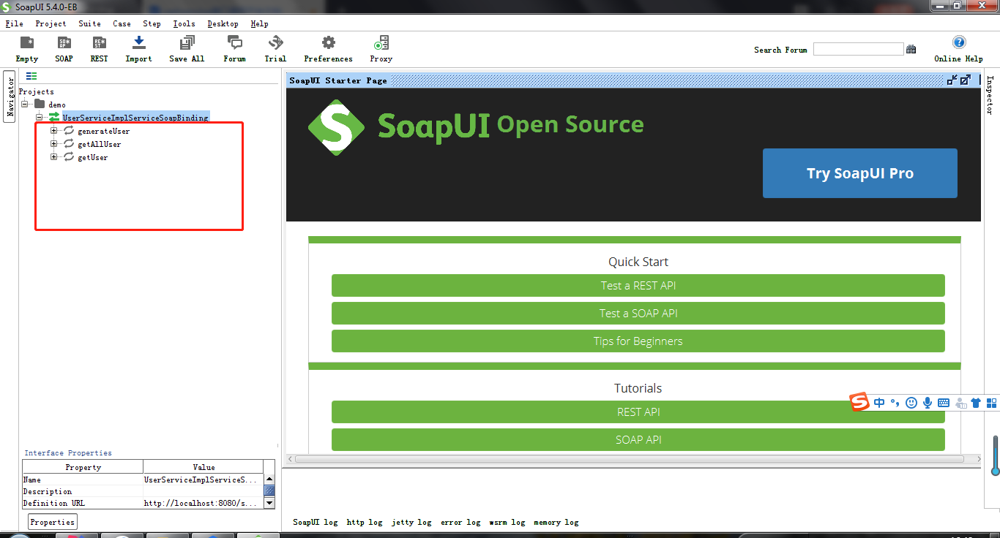 SoapUI 5.4.0-EB
File Project Suite Case Step Tools Desktop Help
Empty SOAP REST Import Save All Forum Trial Preferences Proxy Search Forum Online Help
Navigator
Projects
demo
UserServiceImplServiceSoapBinding
generateUser
getAllUser
getUser
Interface Properties
Property Value
Name UserServiceImplServiceS...
Description
Definition URL http://localhost:8080/s...
Properties
SoapUI Starter Page
SoapUI Open Source
Try SoapUI Pro
Quick Start
Test a REST API
Test a SOAP API
Tips for Beginners
Tutorials
REST API
SOAP API
中
Inspector
SoapUI log http log jetty log error log wsrm log memory log